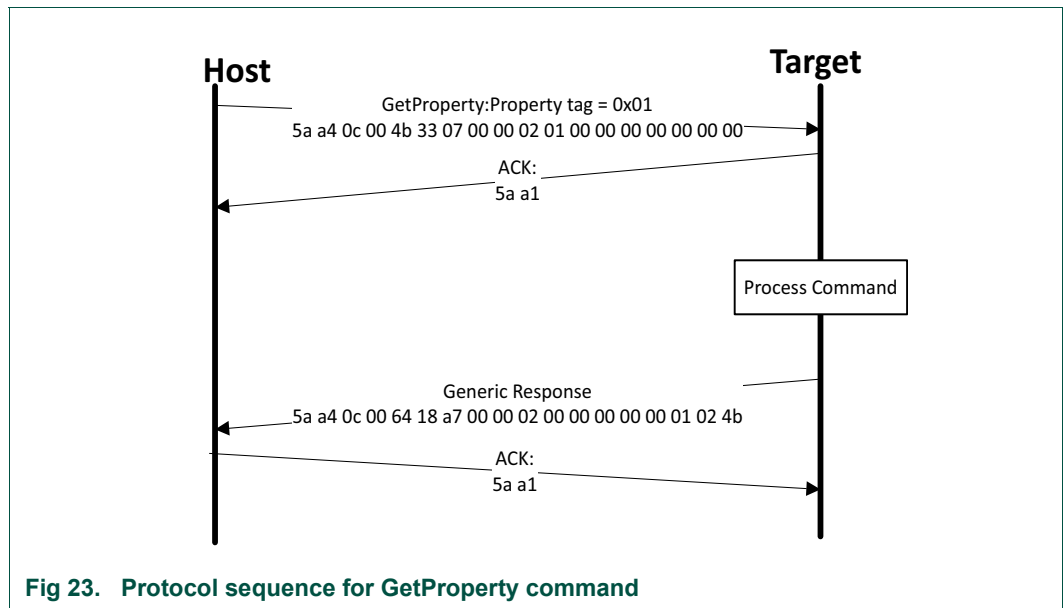 Host
Target
GetProperty:Property tag = 0x01
5a a4 0c 00 4b 33 07 00 00 02 01 00 00 00 00 00 00 00
ACK:
5a a1
Process Command
Generic Response
5a a4 0c 00 64 18 a7 00 00 02 00 00 00 00 00 01 02 4b
ACK:
5a a1
Fig 23. Protocol sequence for GetProperty command